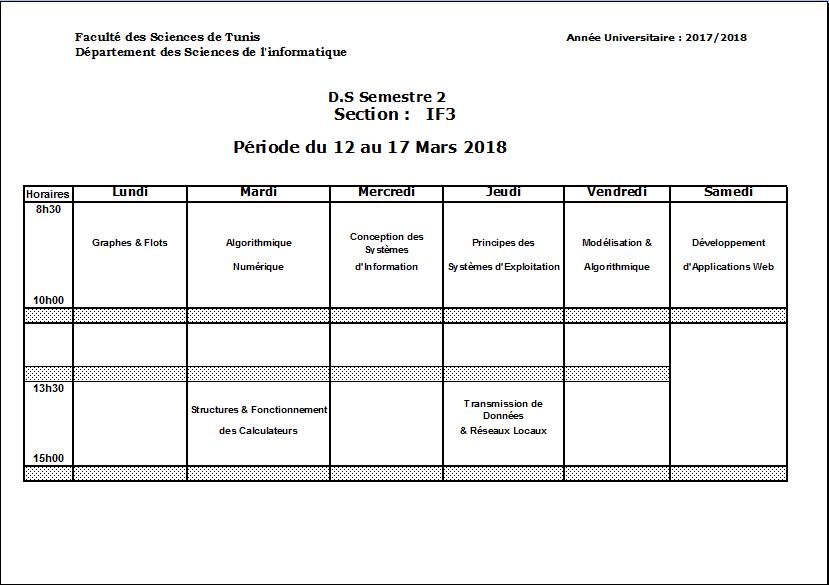 Faculté des Sciences de Tunis
Département des Sciences de l'informatique
Année Universitaire : 2017/2018
D.S Semestre 2
Section : IF3
Période du 12 au 17 Mars 2018
Horaires Lundi Mardi Mercredi Jeudi Vendredi Samedi
8h30
Graphes & Flots
Algorithmique
Numérique
Conception des
Systèmes
d'Information
Principes des
Systèmes d'Exploitation
Modélisation &
Algorithmique
Développement
d'Applications Web
10h00
13h30
Structures & Fonctionnement
des Calculateurs
Transmission de
Données
& Réseaux Locaux
15h00